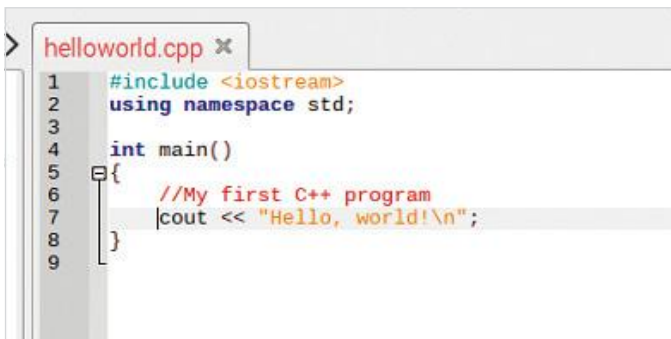 helloworld.cpp
1 #include <iostream>
2 using namespace std;
3
4 int main()
5 {
6 //My first C++ program
7 cout << "Hello, world!\n";
8 }
9